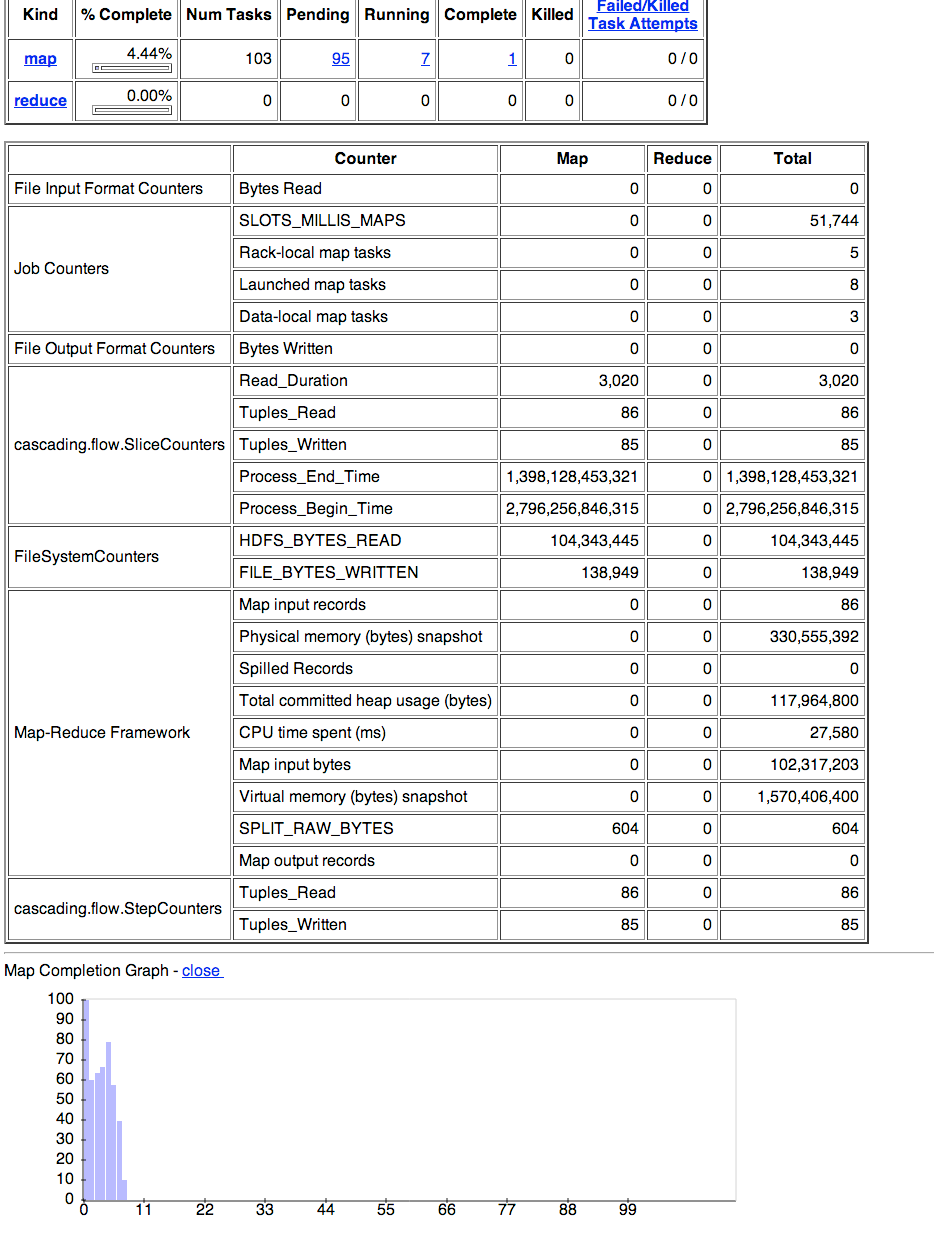 Kind % Complete Num Tasks Pending Running Complete Killed Failed/Killed Task Attempts
map 4.44% 103 95 7 1 0 0 / 0
reduce 0.00% 0 0 0 0 0 0 / 0
Counter Map Reduce Total
File Input Format Counters Bytes Read 0 0 0
Job Counters SLOTS_MILLIS_MAPS 0 0 51,744
Rack-local map tasks 0 0 5
Launched map tasks 0 0 8
Data-local map tasks 0 0 3
File Output Format Counters Bytes Written 0 0 0
cascading.flow.SliceCounters Read_Duration 3,020 0 3,020
Tuples_Read 86 0 86
Tuples_Written 85 0 85
Process_End_Time 1,398,128,453,321 0 1,398,128,453,321
Process_Begin_Time 2,796,256,846,315 0 2,796,256,846,315
FileSystemCounters HDFS_BYTES_READ 104,343,445 0 104,343,445
FILE_BYTES_WRITTEN 138,949 0 138,949
Map-Reduce Framework Map input records 0 0 86
Physical memory (bytes) snapshot 0 0 330,555,392
Spilled Records 0 0 0
Total committed heap usage (bytes) 0 0 117,964,800
CPU time spent (ms) 0 0 27,580
Map input bytes 0 0 102,317,203
Virtual memory (bytes) snapshot 0 0 1,570,406,400
SPLIT_RAW_BYTES 604 0 604
Map output records 0 0 0
cascading.flow.StepCounters Tuples_Read 86 0 86
Tuples_Written 85 0 85
Map Completion Graph - close
100
90
80
70
60
50
40
30
20
10
0
0 11 22 33 44 55 66 77 88 99